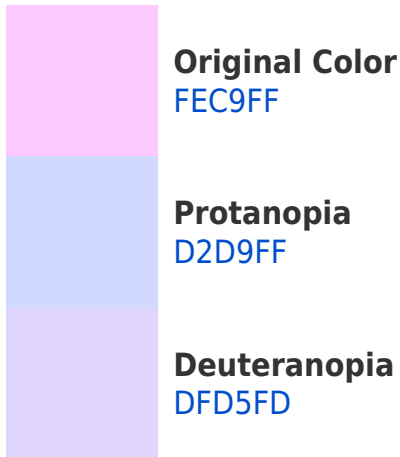 Original Color
FEC9FF
Protanopia
D2D9FF
Deuteranopia
DFD5FD